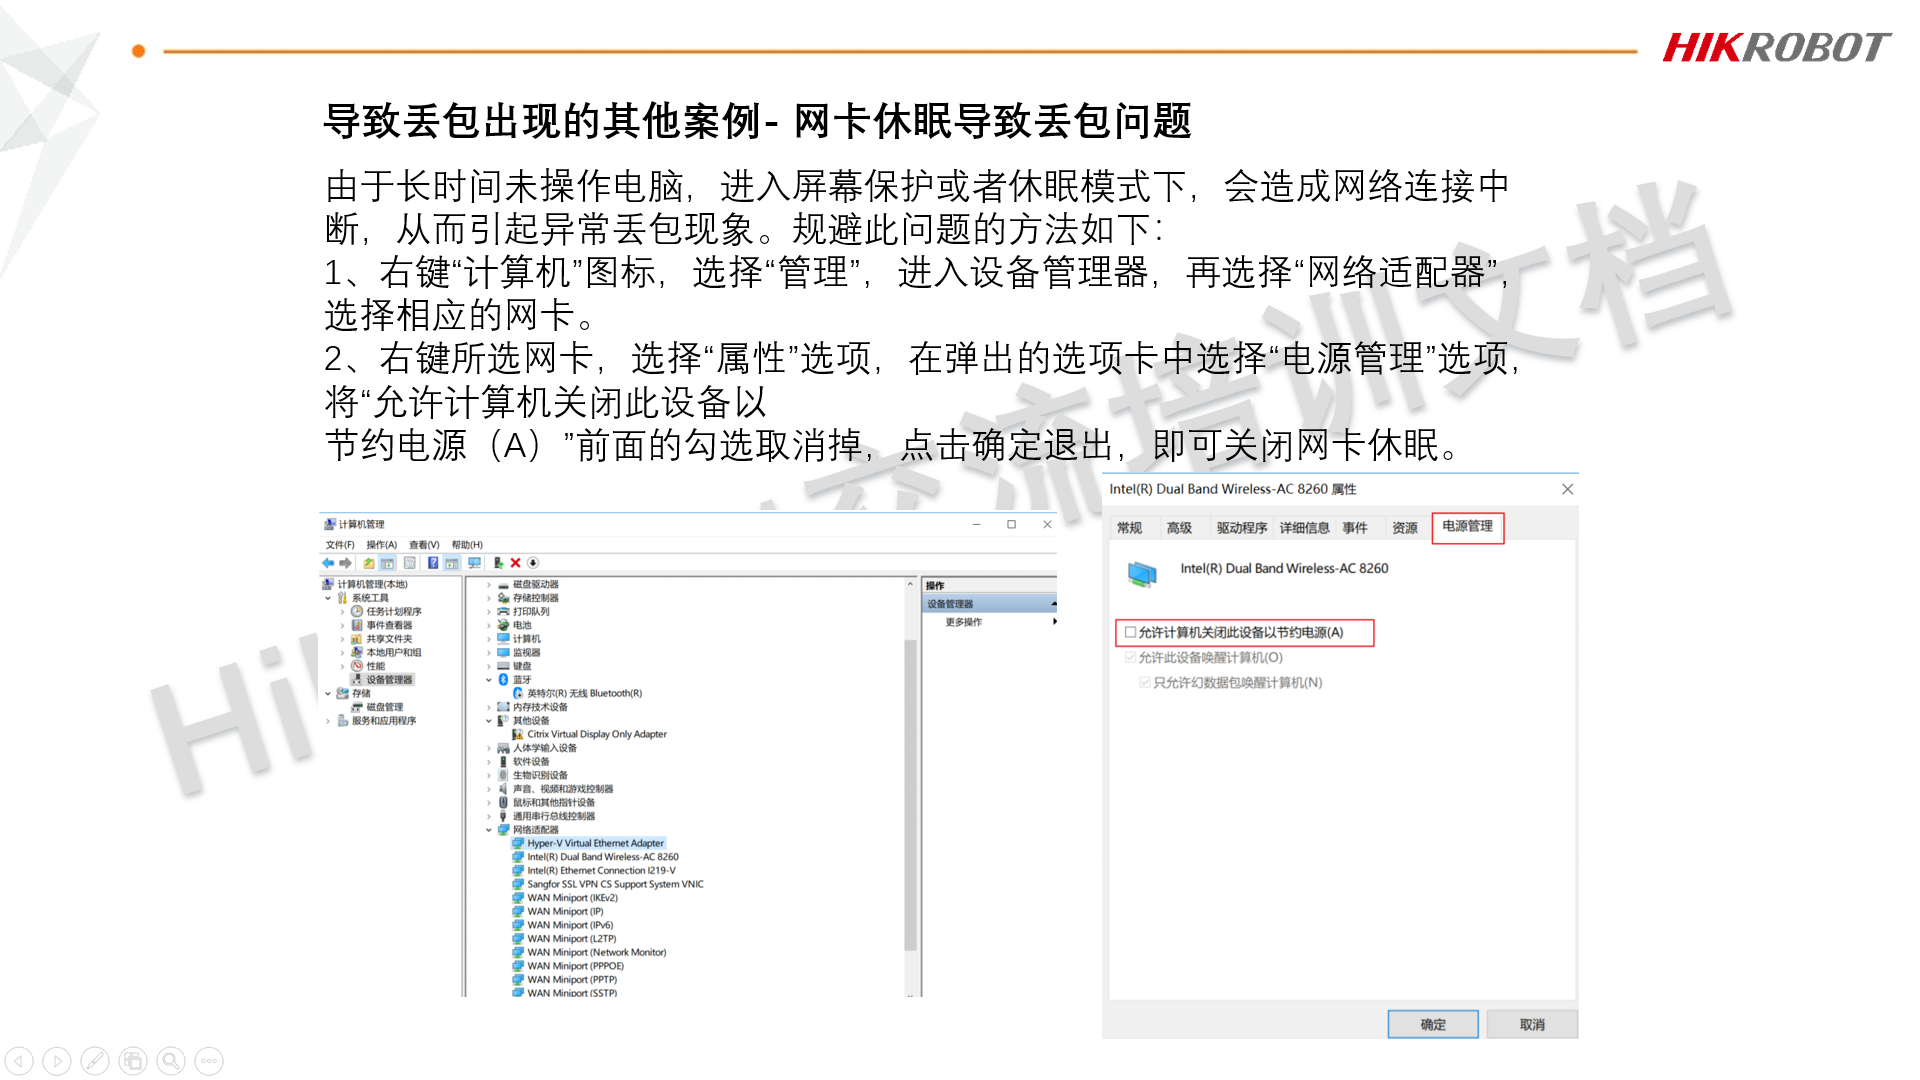 HIKROBOT
导致丢包出现的其他案例- 网卡休眠导致丢包问题
由于长时间未操作电脑，进入屏幕保护或者休眠模式下，会造成网络连接中
断，从而引起异常丢包现象。规避此问题的方法如下：
1、右键“计算机”图标，选择“管理”，进入设备管理器，再选择“网络适配器”，
选择相应的网卡。
2、右键所选网卡，选择“属性”选项，在弹出的选项卡中选择“电源管理”选项，
将“允许计算机关闭此设备以
节约电源（A）”前面的勾选取消掉，点击确定退出，即可关闭网卡休眠。
交流培训文档
计算机管理
文件(F) 操作(A) 查看(V) 帮助(H)
计算机管理(本地)
系统工具
任务计划程序
事件查看器
共享文件夹
本地用户和组
性能
设备管理器
存储
磁盘管理
服务和应用程序
磁盘驱动器
存储控制器
打印队列
电池
计算机
监视器
键盘
蓝牙
英特尔(R) 无线 Bluetooth(R)
内存技术设备
其他设备
Citrix Virtual Display Only Adapter
人体学输入设备
软件设备
生物识别设备
声音、视频和游戏控制器
鼠标和其他指针设备
通用串行总线控制器
网络适配器
Hyper-V Virtual Ethernet Adapter
Intel(R) Dual Band Wireless-AC 8260
Intel(R) Ethernet Connection I219-V
Sangfor SSL VPN CS Support System VNIC
WAN Miniport (IKEv2)
WAN Miniport (IP)
WAN Miniport (IPv6)
WAN Miniport (L2TP)
WAN Miniport (Network Monitor)
WAN Miniport (PPPOE)
WAN Miniport (PPTP)
WAN Miniport (SSTP)
操作
设备管理器
更多操作
Intel(R) Dual Band Wireless-AC 8260 属性
常规 高级 驱动程序 详细信息 事件 资源 电源管理
Intel(R) Dual Band Wireless-AC 8260
允许计算机关闭此设备以节约电源(A)
允许此设备唤醒计算机(O)
只允许幻数据包唤醒计算机(N)
确定 取消